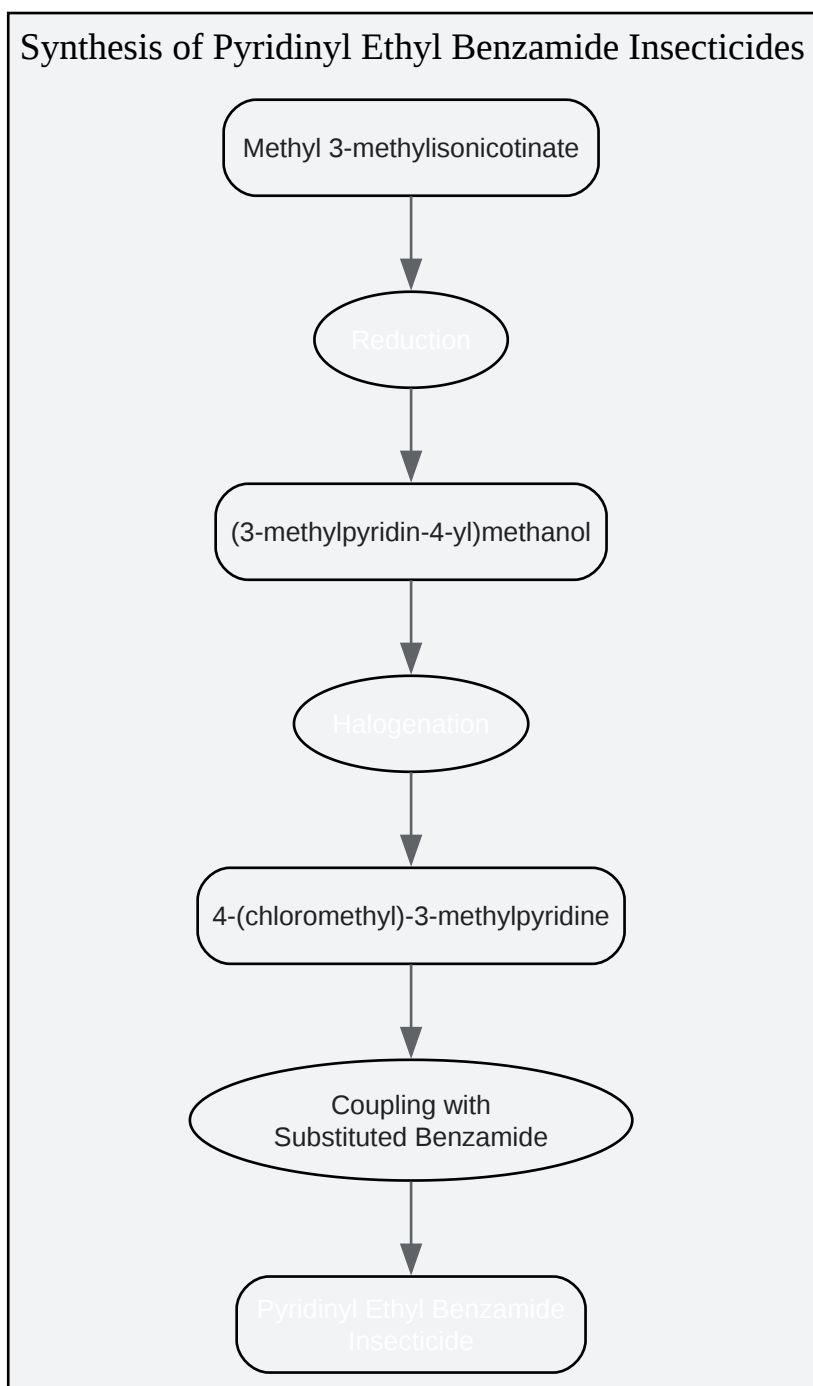 Synthesis of Pyridinyl Ethyl Benzamide Insecticides
Methyl 3-methylisonicotinate
Reduction
(3-methylpyridin-4-yl)methanol
Halogenation
4-(chloromethyl)-3-methylpyridine
Coupling with
Substituted Benzamide
Pyridinyl Ethyl Benzamide
Insecticide